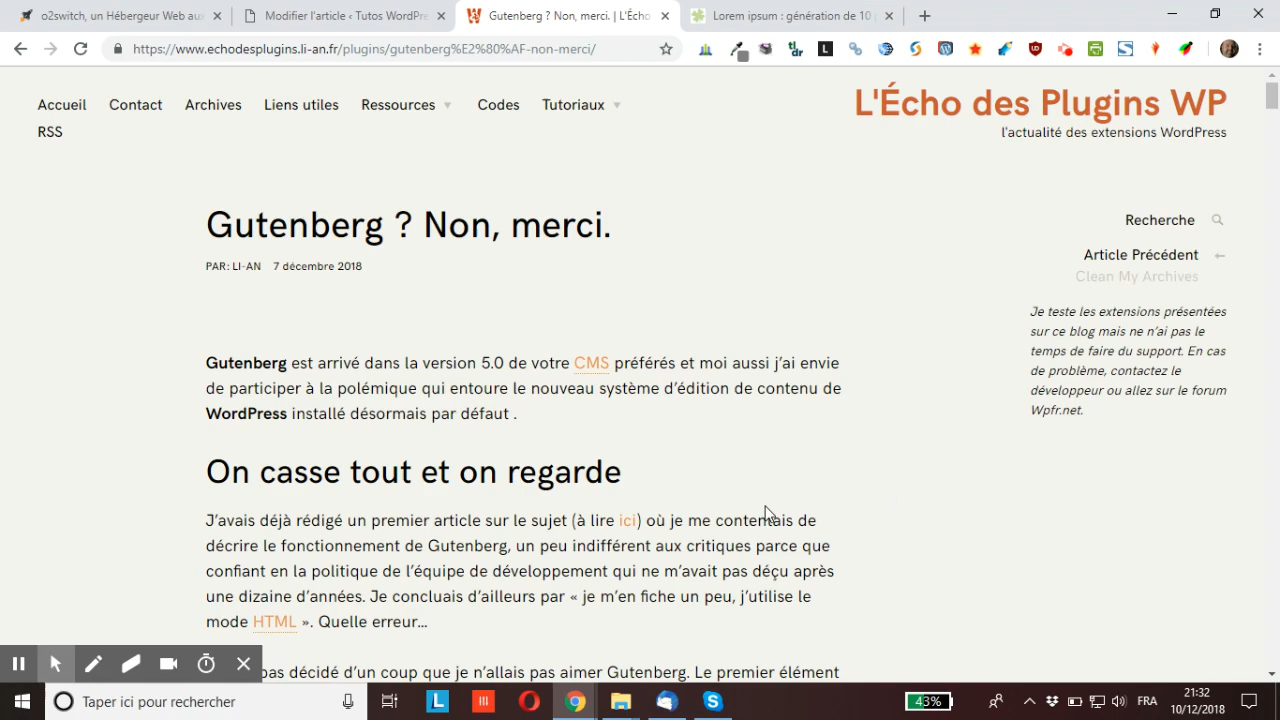 o2switch, un Hébergeur Web aux
Modifier l'article ‹ Tutos WordPre
Gutenberg ? Non, merci. | L'Écho
Lorem ipsum : génération de 10
https://www.echodesplugins.li-an.fr/plugins/gutenberg%E2%80%AF-non-merci/
Accueil Contact Archives Liens utiles Ressources Codes Tutoriaux
RSS
L'Écho des Plugins WP
l'actualité des extensions WordPress
Gutenberg ? Non, merci.
PAR: LI-AN 7 décembre 2018
Recherche
Article Précédent
Clean My Archives
Je teste les extensions présentées
sur ce blog mais ne n’ai pas le
temps de faire du support. En cas
de problème, contactez le
développeur ou allez sur le forum
Wpfr.net.
Gutenberg est arrivé dans la version 5.0 de votre CMS préférés et moi aussi j’ai envie
de participer à la polémique qui entoure le nouveau système d’édition de contenu de
WordPress installé désormais par défaut .
On casse tout et on regarde
J’avais déjà rédigé un premier article sur le sujet (à lire ici) où je me contentais de
décrire le fonctionnement de Gutenberg, un peu indifférent aux critiques parce que
confiant en la politique de l’équipe de développement qui ne m’avait pas déçu après
une dizaine d’années. Je concluais d’ailleurs par « je m’en fiche un peu, j’utilise le
mode HTML ». Quelle erreur…
pas décidé d’un coup que je n’allais pas aimer Gutenberg. Le premier élément
Taper ici pour rechercher
43%
FRA
21:32
10/12/2018